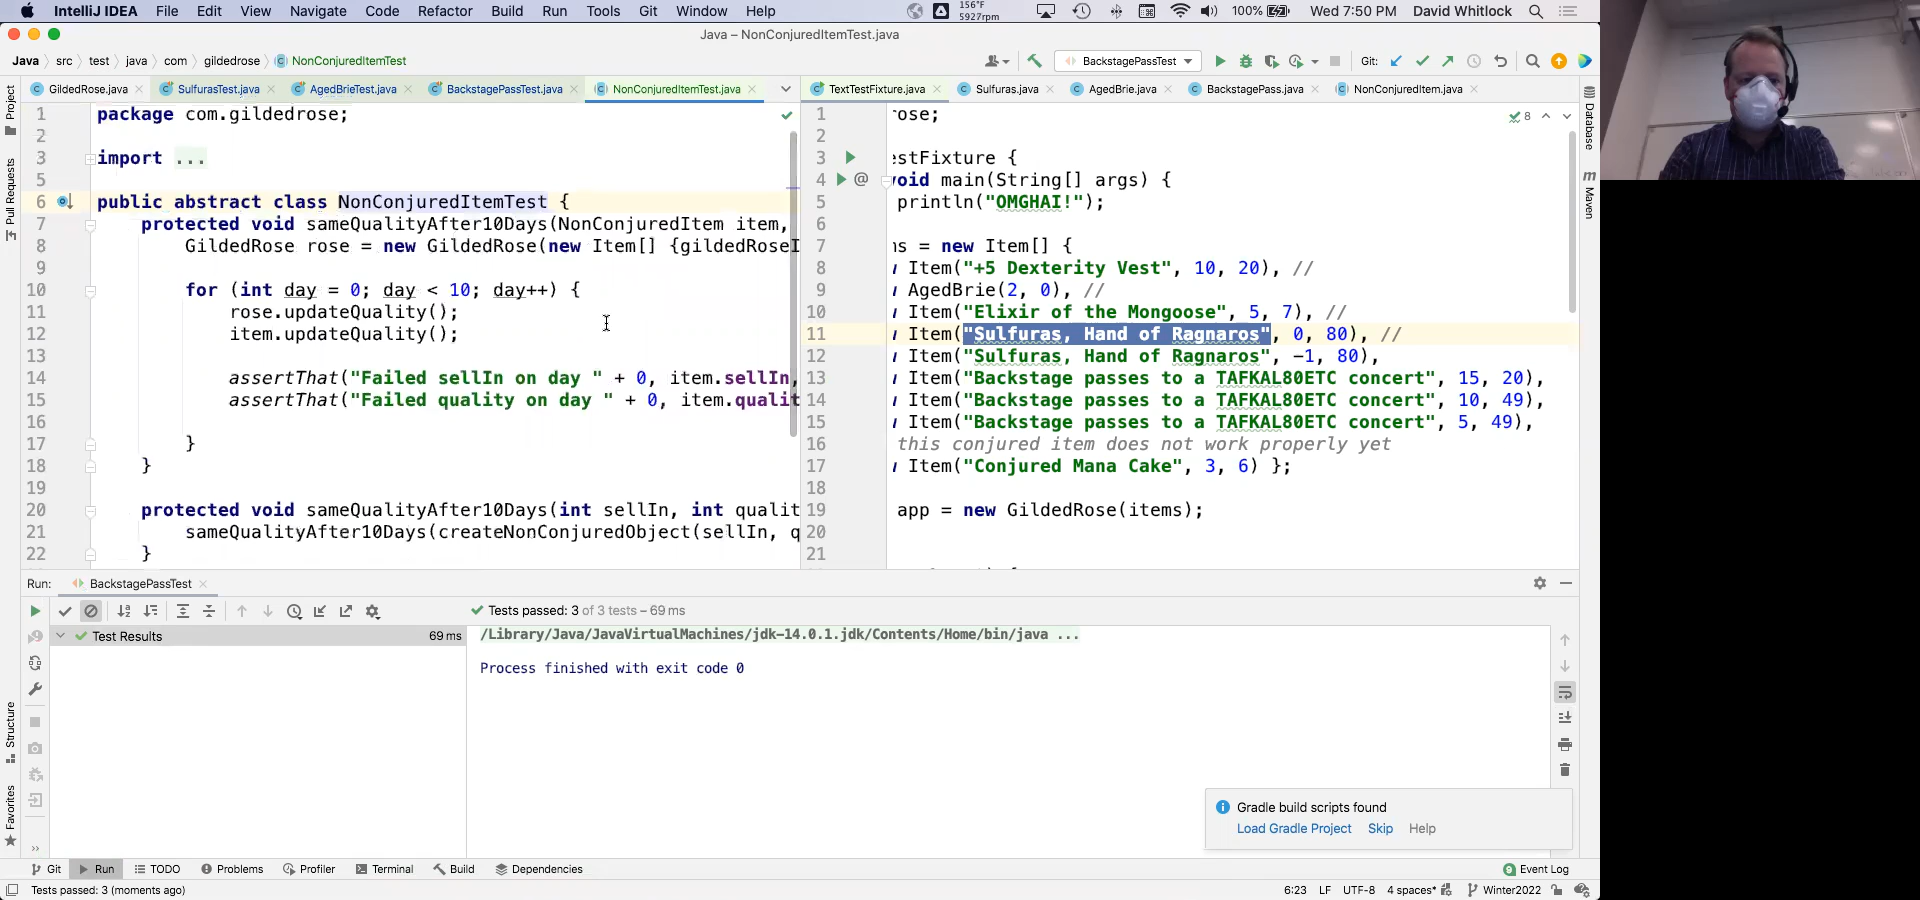 IntelliJ IDEA File Edit View Navigate Code Refactor Build Run Tools Git Window Help 156°F 5927rpm 100% Wed 7:50 PM David Whitlock
Java – NonConjuredItemTest.java
Java src test java com gildedrose NonConjuredItemTest BackstagePassTest Git:
GildedRose.java SulfurasTest.java AgedBrieTest.java BackstagePassTest.java NonConjuredItemTest.java TextTestFixture.java Sulfuras.java AgedBrie.java BackstagePass.java NonConjuredItem.java
Project
Pull Requests
Structure
Favorites
Database
m Maven
1 package com.gildedrose;
2
3 import ...
5
6 public abstract class NonConjuredItemTest {
7 protected void sameQualityAfter10Days(NonConjuredItem item,
8 GildedRose rose = new GildedRose(new Item[] {gildedRoseI
9
10 for (int day = 0; day < 10; day++) {
11 rose.updateQuality();
12 item.updateQuality();
13
14 assertThat("Failed sellIn on day " + 0, item.sellIn,
15 assertThat("Failed quality on day " + 0, item.qualit
16
17 }
18 }
19
20 protected void sameQualityAfter10Days(int sellIn, int qualit
21 sameQualityAfter10Days(createNonConjuredObject(sellIn, q
22 }
8
1 rose;
2
3 estFixture {
4 @ void main(String[] args) {
5 println("OMGHAI!");
6
7 ms = new Item[] {
8 Item("+5 Dexterity Vest", 10, 20), //
9 AgedBrie(2, 0), //
10 Item("Elixir of the Mongoose", 5, 7), //
11 Item("Sulfuras, Hand of Ragnaros", 0, 80), //
12 Item("Sulfuras, Hand of Ragnaros", -1, 80),
13 Item("Backstage passes to a TAFKAL80ETC concert", 15, 20),
14 Item("Backstage passes to a TAFKAL80ETC concert", 10, 49),
15 Item("Backstage passes to a TAFKAL80ETC concert", 5, 49),
16 this conjured item does not work properly yet
17 Item("Conjured Mana Cake", 3, 6) };
18
19 app = new GildedRose(items);
20
21
Run: BackstagePassTest
Tests passed: 3 of 3 tests – 69 ms
Test Results 69 ms
/Library/Java/JavaVirtualMachines/jdk-14.0.1.jdk/Contents/Home/bin/java ...
Process finished with exit code 0
Gradle build scripts found
Load Gradle Project Skip Help
Git Run TODO Problems Profiler Terminal Build Dependencies 9 Event Log
Tests passed: 3 (moments ago) 6:23 LF UTF-8 4 spaces* Winter2022